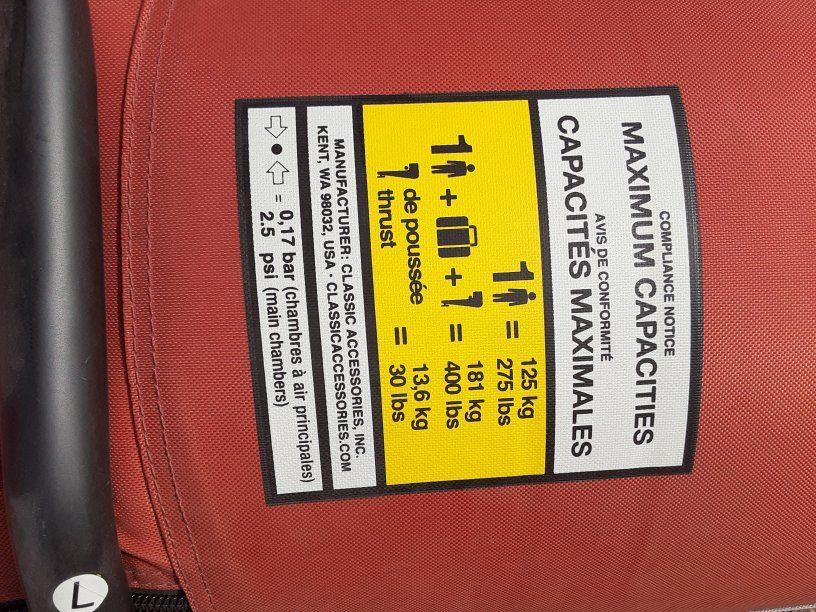 COMPLIANCE NOTICE
MAXIMUM CAPACITIES
AVIS DE CONFORMITÉ
CAPACITÉS MAXIMALES
1 = 125 kg
275 lbs
1 + + = 181 kg
400 lbs
de poussée = 13,6 kg
thrust 30 lbs
MANUFACTURER: CLASSIC ACCESSORIES, INC.
KENT, WA 98032, USA · CLASSICACCESSORIES.COM
= 0,17 bar (chambres à air principales)
2.5 psi (main chambers)
L